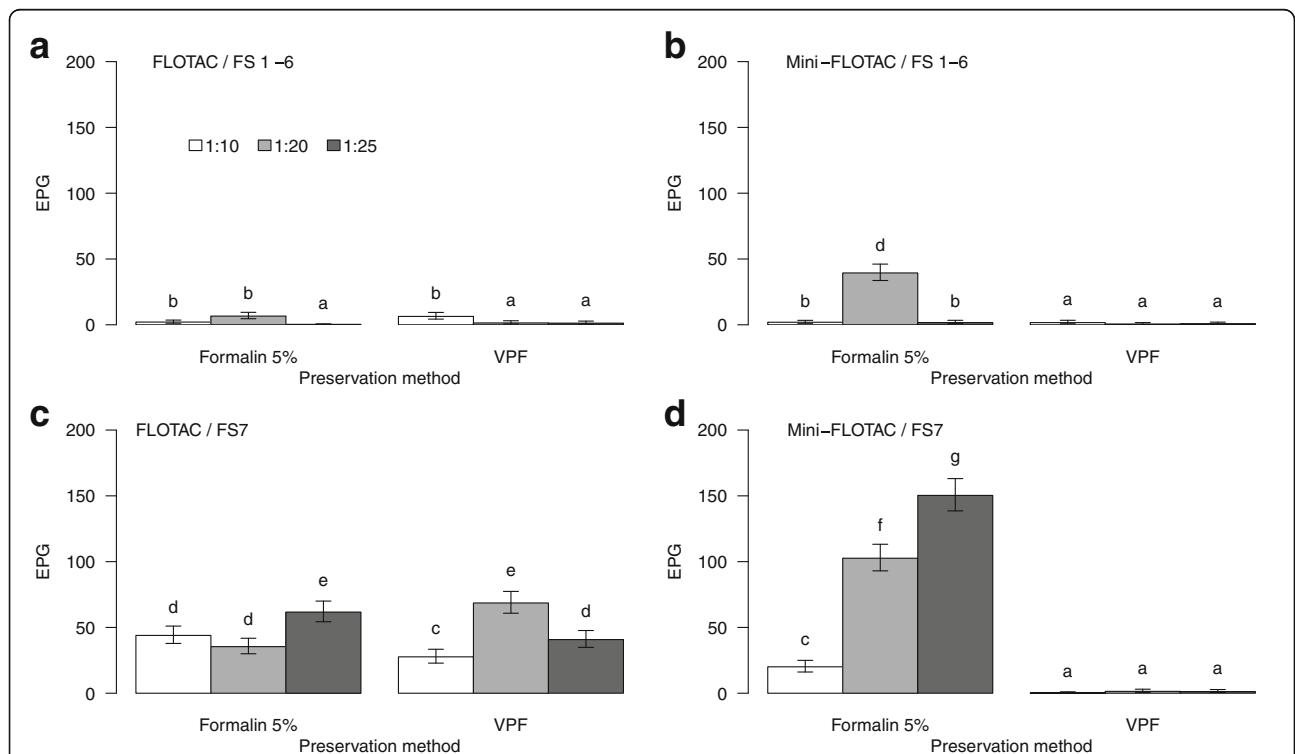 a
FLOTAC / FS 1 –6
200
150
100
50
0
EPG
1:10 1:20 1:25
b b a b a a
Formalin 5% VPF
Preservation method
b
Mini–FLOTAC / FS 1–6
200
150
100
50
0
EPG
b d b a a a
Formalin 5% VPF
Preservation method
c
FLOTAC / FS7
200
150
100
50
0
EPG
d d e c e d
Formalin 5% VPF
Preservation method
d
Mini–FLOTAC / FS7
200
150
100
50
0
EPG
c f g a a a
Formalin 5% VPF
Preservation method